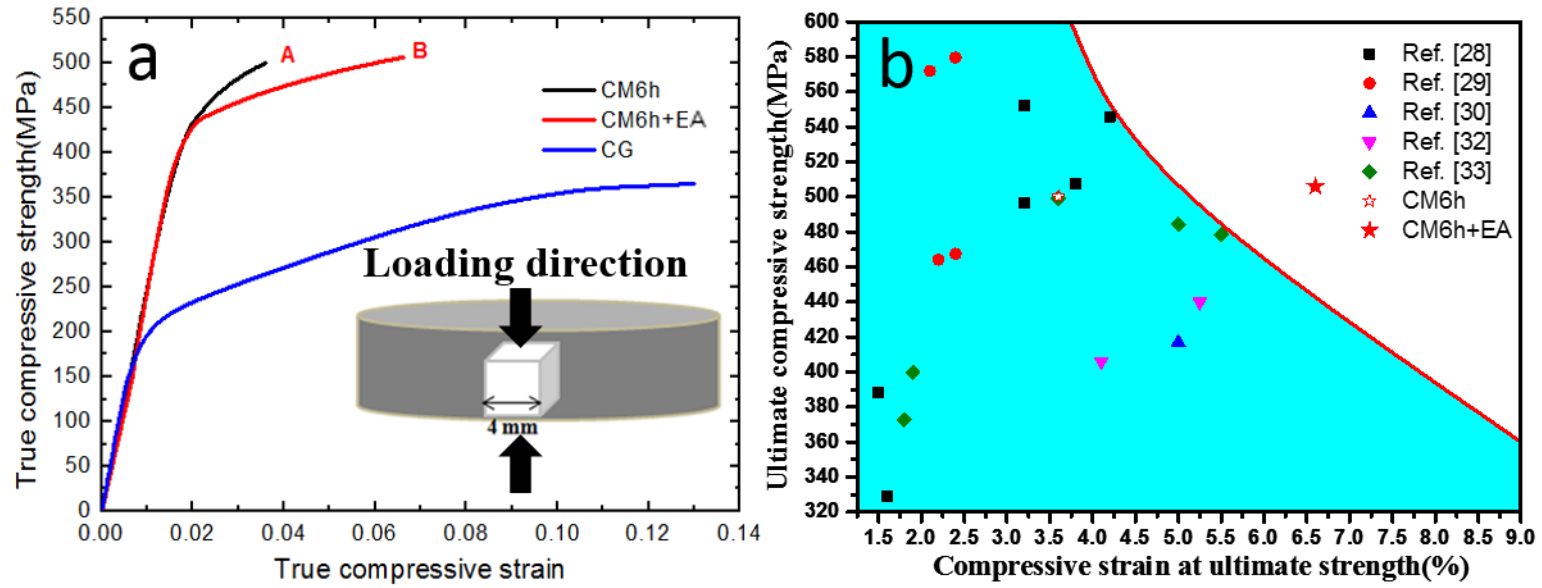 a
550
500
450
400
350
300
250
200
150
100
50
0
True compressive strength(MPa)
A
B
CM6h
CM6h+EA
CG
Loading direction
4 mm
0.00 0.02 0.04 0.06 0.08 0.10 0.12 0.14
True compressive strain
b
600
580
560
540
520
500
480
460
440
420
400
380
360
340
320
Ultimate compressive strength(MPa)
Ref. [28]
Ref. [29]
Ref. [30]
Ref. [32]
Ref. [33]
CM6h
CM6h+EA
1.5 2.0 2.5 3.0 3.5 4.0 4.5 5.0 5.5 6.0 6.5 7.0 7.5 8.0 8.5 9.0
Compressive strain at ultimate strength(%)